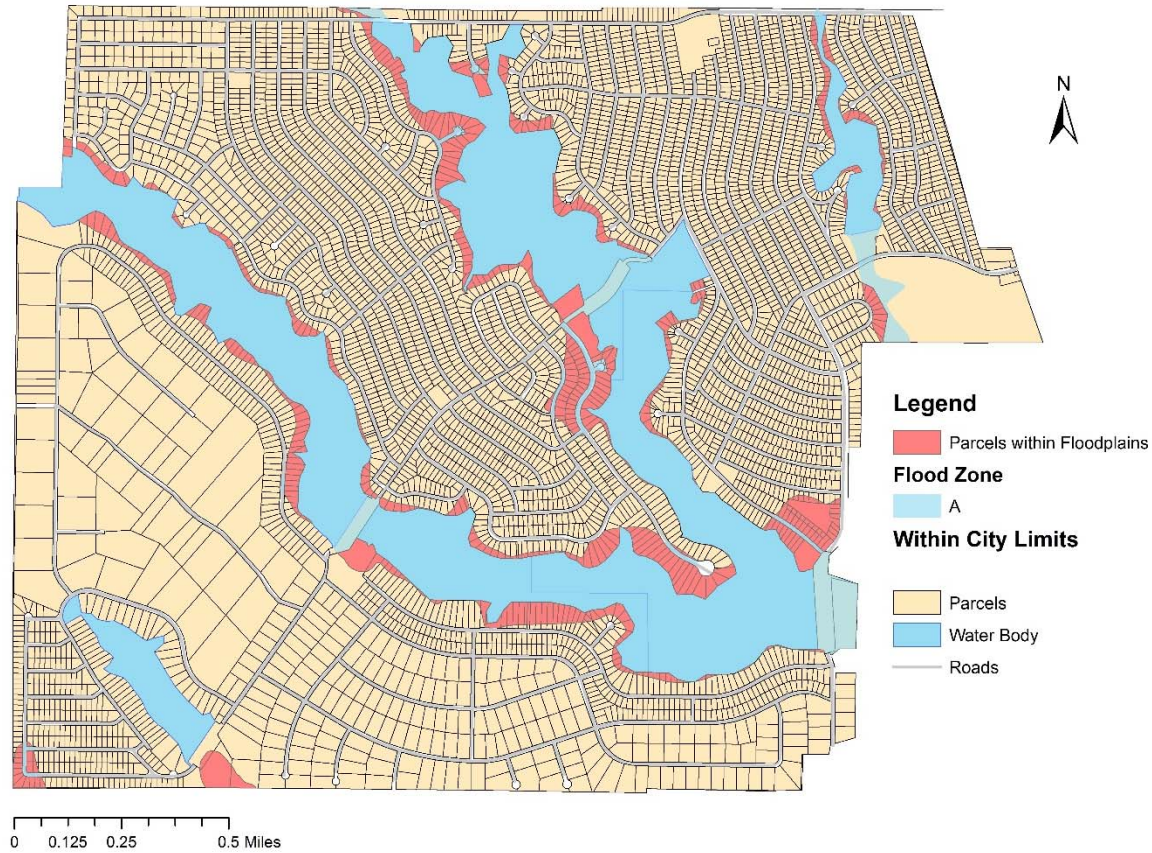 N
Legend
Parcels within Floodplains
Flood Zone
A
Within City Limits
Parcels
Water Body
Roads
0 0.125 0.25 0.5 Miles